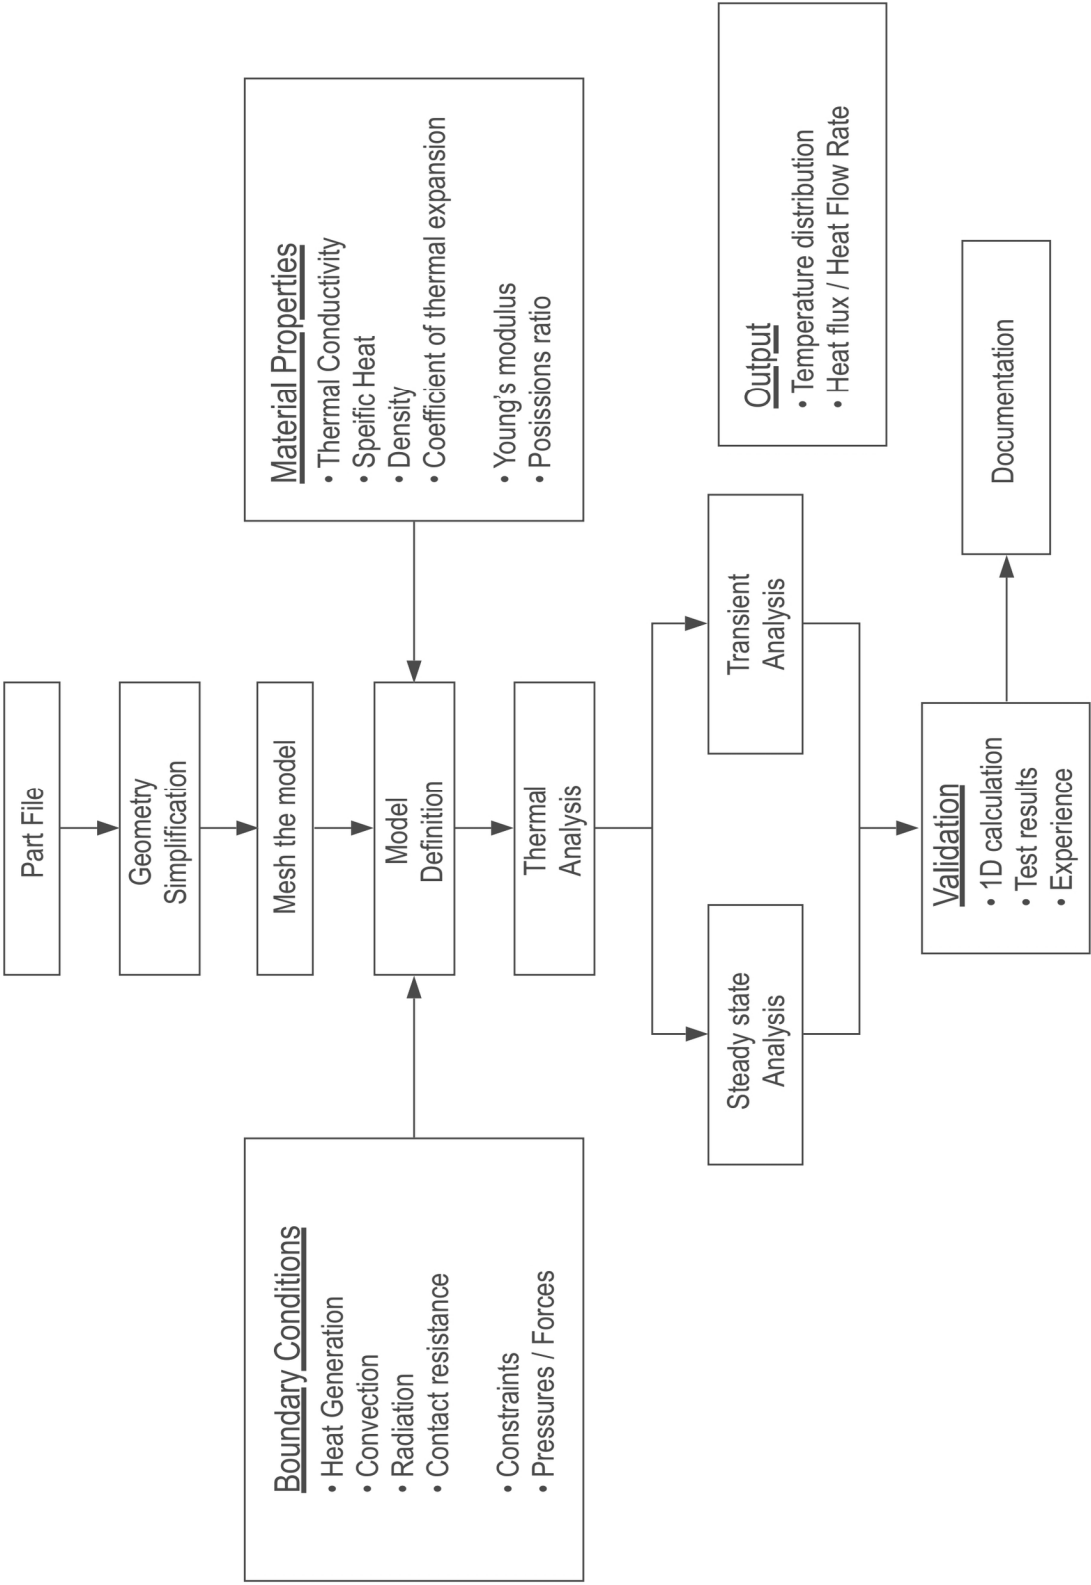 Part File
Geometry
Simplification
Mesh the model
Boundary Conditions
• Heat Generation
• Convection
• Radiation
• Contact resistance
• Constraints
• Pressures / Forces
Model
Definition
Material Properties
• Thermal Conductivity
• Speific Heat
• Density
• Coefficient of thermal expansion
• Young's modulus
• Posissions ratio
Thermal
Analysis
Steady state
Analysis
Transient
Analysis
Output
• Temperature distribution
• Heat flux / Heat Flow Rate
Validation
• 1D calculation
• Test results
• Experience
Documentation